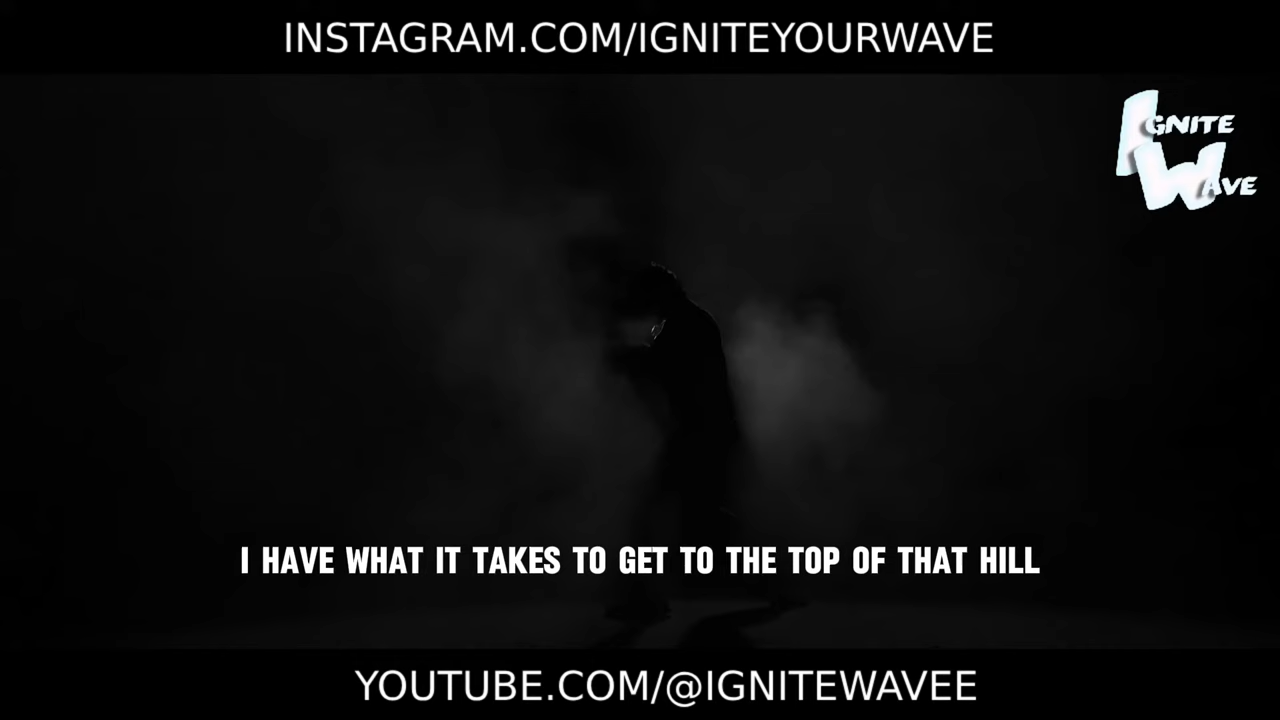 INSTAGRAM.COM/IGNITEYOURWAVE
IGNITE
WAVE
I HAVE WHAT IT TAKES TO GET TO THE TOP OF THAT HILL
YOUTUBE.COM/@IGNITEWAVEE